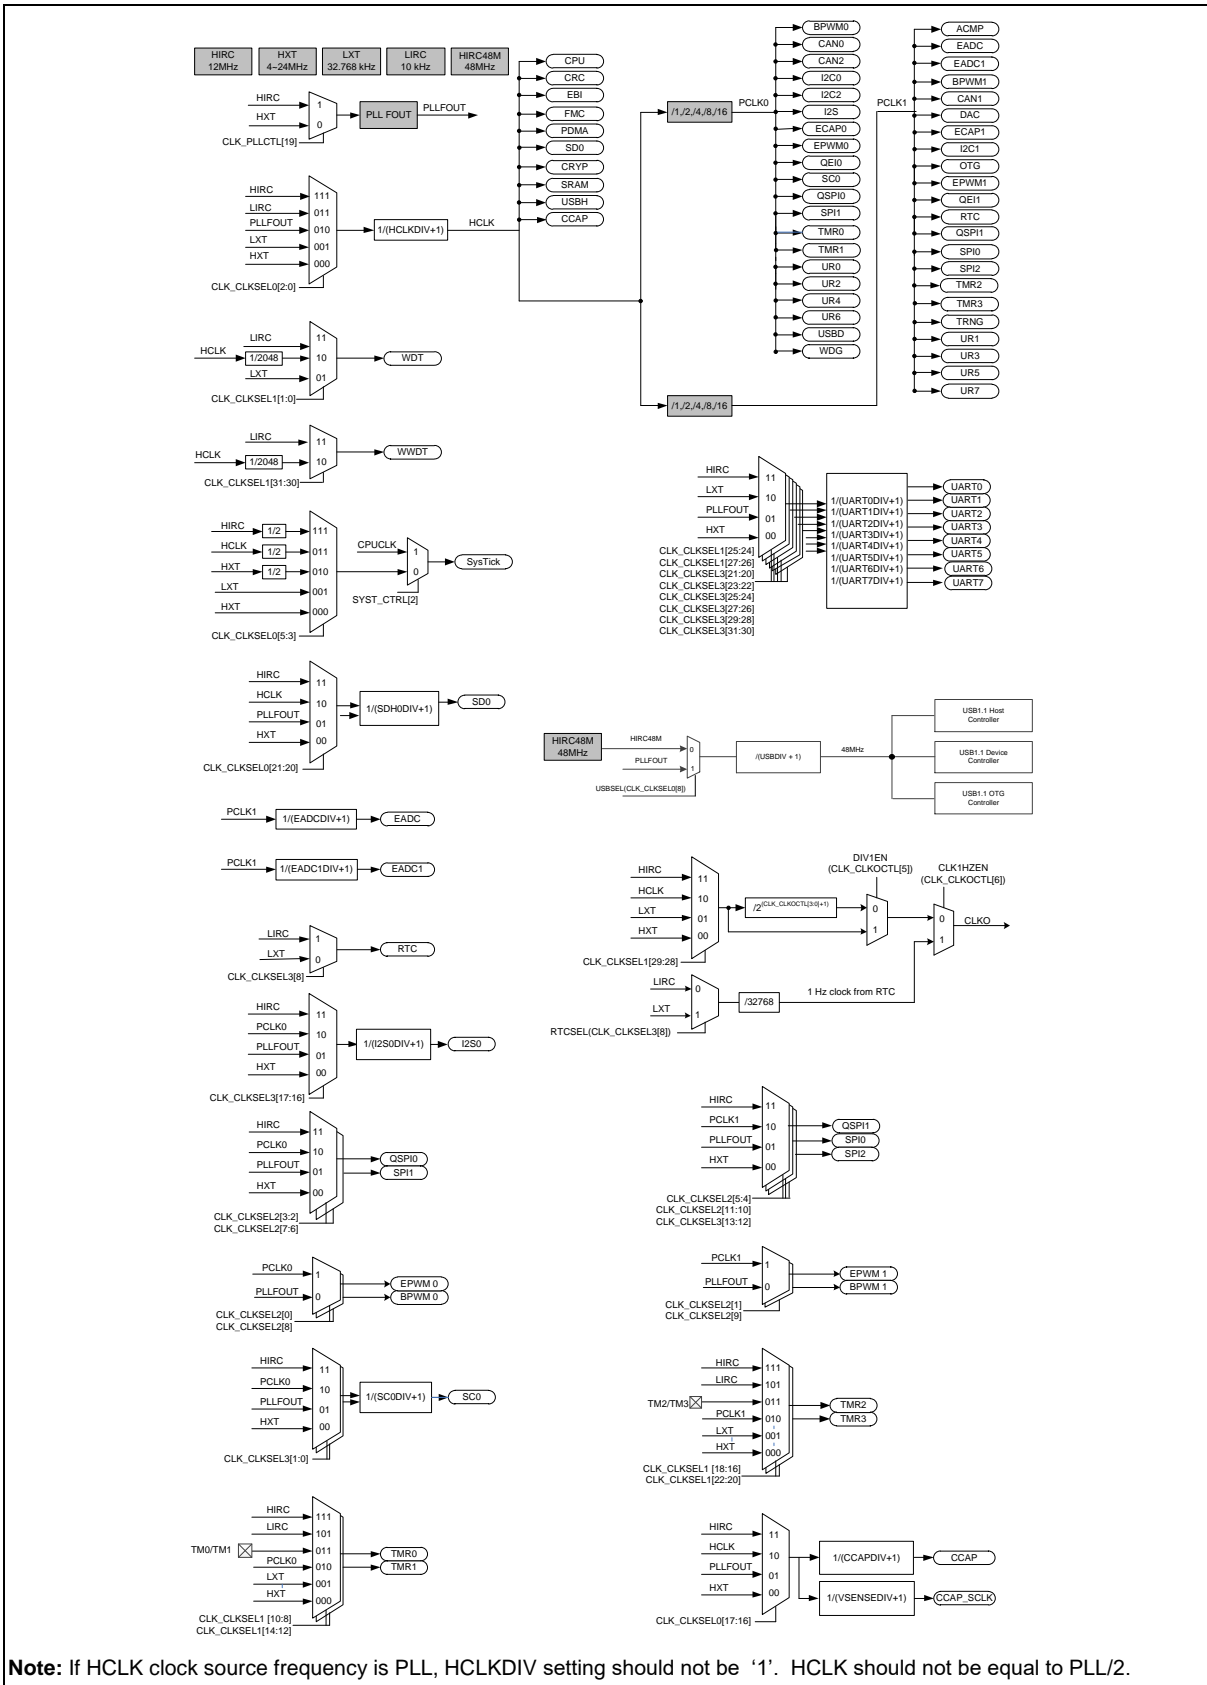 HIRC
12MHz
HXT
4~24MHz
LXT
32.768 kHz
LIRC
10 kHz
HIRC48M
48MHz
HIRC
HXT
1
0
PLL FOUT
PLLFOUT
CLK_PLLCTL[19]
HIRC
LIRC
PLLFOUT
LXT
HXT
111
011
010
001
000
1/(HCLKDIV+1)
HCLK
CLK_CLKSEL0[2:0]
CPU
CRC
EBI
FMC
PDMA
SD0
CRYP
SRAM
USBH
CCAP
/1,/2,/4,/8,/16
PCLK0
BPWM0
CAN0
CAN2
I2C0
I2C2
I2S
ECAP0
EPWM0
QEI0
SC0
QSPI0
SPI1
TMR0
TMR1
UR0
UR2
UR4
UR6
USBD
WDG
/1,/2,/4,/8,/16
PCLK1
ACMP
EADC
EADC1
BPWM1
CAN1
DAC
ECAP1
I2C1
OTG
EPWM1
QEI1
RTC
QSPI1
SPI0
SPI2
TMR2
TMR3
TRNG
UR1
UR3
UR5
UR7
LIRC
HCLK
1/2048
LXT
11
10
01
WDT
CLK_CLKSEL1[1:0]
LIRC
HCLK
1/2048
11
10
WWDT
CLK_CLKSEL1[31:30]
HIRC
1/2
HCLK
1/2
HXT
1/2
LXT
HXT
111
011
010
001
000
CPUCLK
1
0
SysTick
SYST_CTRL[2]
CLK_CLKSEL0[5:3]
HIRC
LXT
PLLFOUT
HXT
11
10
01
00
CLK_CLKSEL1[25:24]
CLK_CLKSEL1[27:26]
CLK_CLKSEL3[21:20]
CLK_CLKSEL3[23:22]
CLK_CLKSEL3[25:24]
CLK_CLKSEL3[27:26]
CLK_CLKSEL3[29:28]
CLK_CLKSEL3[31:30]
1/(UART0DIV+1)
1/(UART1DIV+1)
1/(UART2DIV+1)
1/(UART3DIV+1)
1/(UART4DIV+1)
1/(UART5DIV+1)
1/(UART6DIV+1)
1/(UART7DIV+1)
UART0
UART1
UART2
UART3
UART4
UART5
UART6
UART7
HIRC
HCLK
PLLFOUT
HXT
11
10
01
00
1/(SDH0DIV+1)
SD0
CLK_CLKSEL0[21:20]
HIRC48M
48MHz
HIRC48M
PLLFOUT
0
1
USBSEL(CLK_CLKSEL0[8])
/(USBDIV + 1)
48MHz
USB1.1 Host
Controller
USB1.1 Device
Controller
USB1.1 OTG
Controller
PCLK1
1/(EADCDIV+1)
EADC
PCLK1
1/(EADC1DIV+1)
EADC1
LIRC
LXT
1
0
RTC
CLK_CLKSEL3[8]
HIRC
HCLK
LXT
HXT
11
10
01
00
CLK_CLKSEL1[29:28]
/2(CLK_CLKOCTL[3:0]+1)
DIV1EN
(CLK_CLKOCTL[5])
0
1
CLK1HZEN
(CLK_CLKOCTL[6])
0
1
CLKO
LIRC
LXT
0
1
/32768
1 Hz clock from RTC
RTCSEL(CLK_CLKSEL3[8])
HIRC
PCLK0
PLLFOUT
HXT
11
10
01
00
1/(I2S0DIV+1)
I2S0
CLK_CLKSEL3[17:16]
HIRC
PCLK0
PLLFOUT
HXT
11
10
01
00
QSPI0
SPI1
CLK_CLKSEL2[3:2]
CLK_CLKSEL2[7:6]
HIRC
PCLK1
PLLFOUT
HXT
11
10
01
00
QSPI1
SPI0
SPI2
CLK_CLKSEL2[5:4]
CLK_CLKSEL2[11:10]
CLK_CLKSEL3[13:12]
PCLK0
PLLFOUT
1
0
EPWM 0
BPWM 0
CLK_CLKSEL2[0]
CLK_CLKSEL2[8]
PCLK1
PLLFOUT
1
0
EPWM 1
BPWM 1
CLK_CLKSEL2[1]
CLK_CLKSEL2[9]
HIRC
PCLK0
PLLFOUT
HXT
11
10
01
00
1/(SC0DIV+1)
SC0
CLK_CLKSEL3[1:0]
HIRC
LIRC
TM2/TM3
PCLK1
LXT
HXT
111
101
011
010
001
000
TMR2
TMR3
CLK_CLKSEL1 [18:16]
CLK_CLKSEL1[22:20]
HIRC
LIRC
TM0/TM1
PCLK0
LXT
HXT
111
101
011
010
001
000
TMR0
TMR1
CLK_CLKSEL1 [10:8]
CLK_CLKSEL1[14:12]
HIRC
HCLK
PLLFOUT
HXT
11
10
01
00
1/(CCAPDIV+1)
CCAP
1/(VSENSEDIV+1)
CCAP_SCLK
CLK_CLKSEL0[17:16]
Note: If HCLK clock source frequency is PLL, HCLKDIV setting should not be ‘1’. HCLK should not be equal to PLL/2.